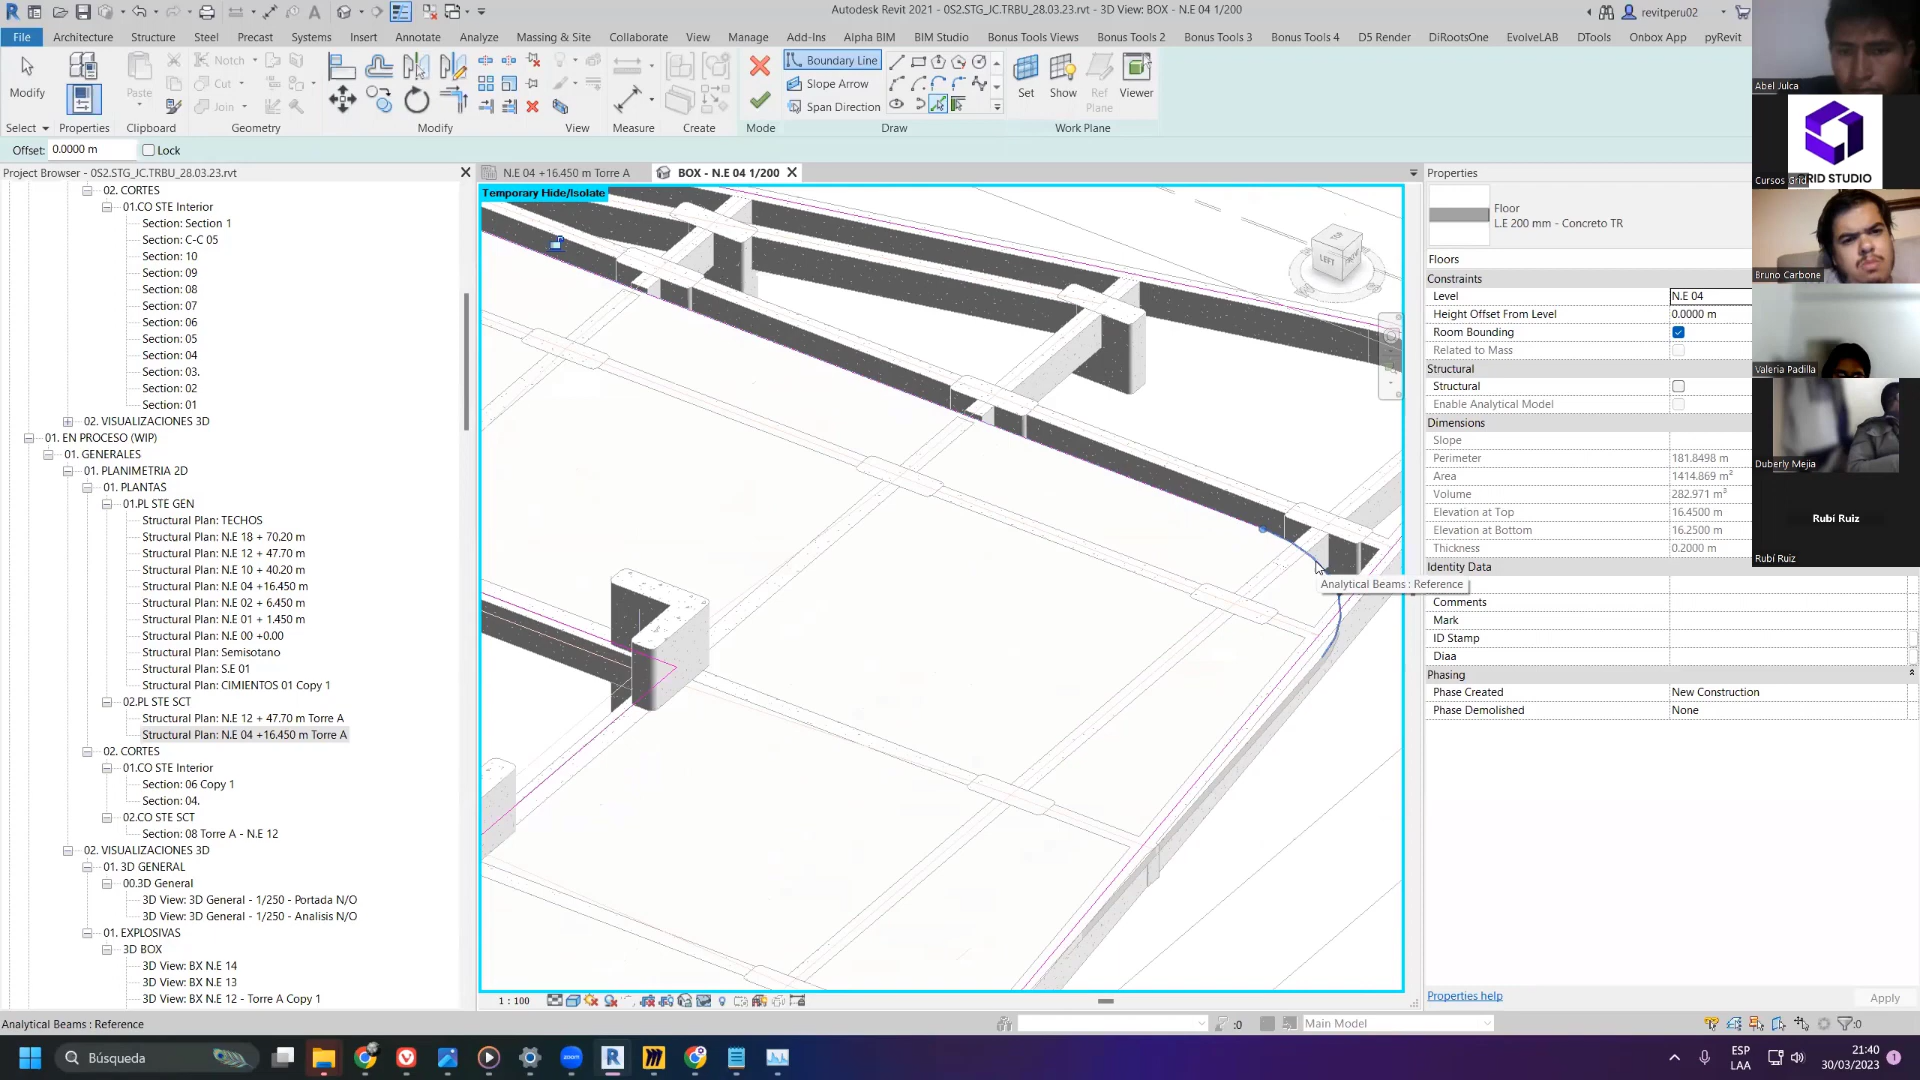 Autodesk Revit 2021 - 0S2.STG_JC.TRBU_28.03.23.rvt - 3D View: BOX - N.E 04 1/200
revitperu02
File Architecture Structure Steel Precast Systems Insert Annotate Analyze Massing & Site Collaborate View Manage Add-Ins Alpha BIM BIM Studio Bonus Tools Views Bonus Tools 2 Bonus Tools 3 Bonus Tools 4 D5 Render DiRootsOne EvolveLAB DTools Onbox App pyRevit
Modify
Paste
Notch
Cut
Join
Boundary Line
Slope Arrow
Span Direction
Set Show Ref Plane Viewer
Select Properties Clipboard Geometry Modify View Measure Create Mode Draw Work Plane
Offset: 0.0000 m Lock
Project Browser - 0S2.STG_JC.TRBU_28.03.23.rvt
02. CORTES
01.CO STE Interior
Section: Section 1
Section: C-C 05
Section: 10
Section: 09
Section: 08
Section: 07
Section: 06
Section: 05
Section: 04
Section: 03.
Section: 02
Section: 01
02. VISUALIZACIONES 3D
01. EN PROCESO (WIP)
01. GENERALES
01. PLANIMETRIA 2D
01. PLANTAS
01.PL STE GEN
Structural Plan: TECHOS
Structural Plan: N.E 18 + 70.20 m
Structural Plan: N.E 12 + 47.70 m
Structural Plan: N.E 10 + 40.20 m
Structural Plan: N.E 04 +16.450 m
Structural Plan: N.E 02 + 6.450 m
Structural Plan: N.E 01 + 1.450 m
Structural Plan: N.E 00 +0.00
Structural Plan: Semisotano
Structural Plan: S.E 01
Structural Plan: CIMIENTOS 01 Copy 1
02.PL STE SCT
Structural Plan: N.E 12 + 47.70 m Torre A
Structural Plan: N.E 04 +16.450 m Torre A
02. CORTES
01.CO STE Interior
Section: 06 Copy 1
Section: 04.
02.CO STE SCT
Section: 08 Torre A - N.E 12
02. VISUALIZACIONES 3D
01. 3D GENERAL
00.3D General
3D View: 3D General - 1/250 - Portada N/O
3D View: 3D General - 1/250 - Analisis N/O
01. EXPLOSIVAS
3D BOX
3D View: BX N.E 14
3D View: BX N.E 13
3D View: BX N.E 12 - Torre A Copy 1
N.E 04 +16.450 m Torre A
BOX - N.E 04 1/200
Temporary Hide/Isolate
TOP
LEFT
Analytical Beams : Reference
1 : 100
Properties
Floor
L.E 200 mm - Concreto TR
Floors
Constraints
Level N.E 04
Height Offset From Level 0.0000 m
Room Bounding
Related to Mass
Structural
Structural
Enable Analytical Model
Dimensions
Slope
Perimeter 181.8498 m
Area 1414.869 m²
Volume 282.971 m³
Elevation at Top 16.4500 m
Elevation at Bottom 16.2500 m
Thickness 0.2000 m
Identity Data
Comments
Mark
ID Stamp
Diaa
Phasing
Phase Created New Construction
Phase Demolished None
Properties help
Apply
Abel Julca
GRID STUDIO
Cursos Grid
Bruno Carbone
Valeria Padilla
Duberly Mejia
Rubí Ruiz
Rubí Ruiz
Analytical Beams : Reference
:0
Main Model
:0
Búsqueda
ESP
LAA
21:40
30/03/2023
1